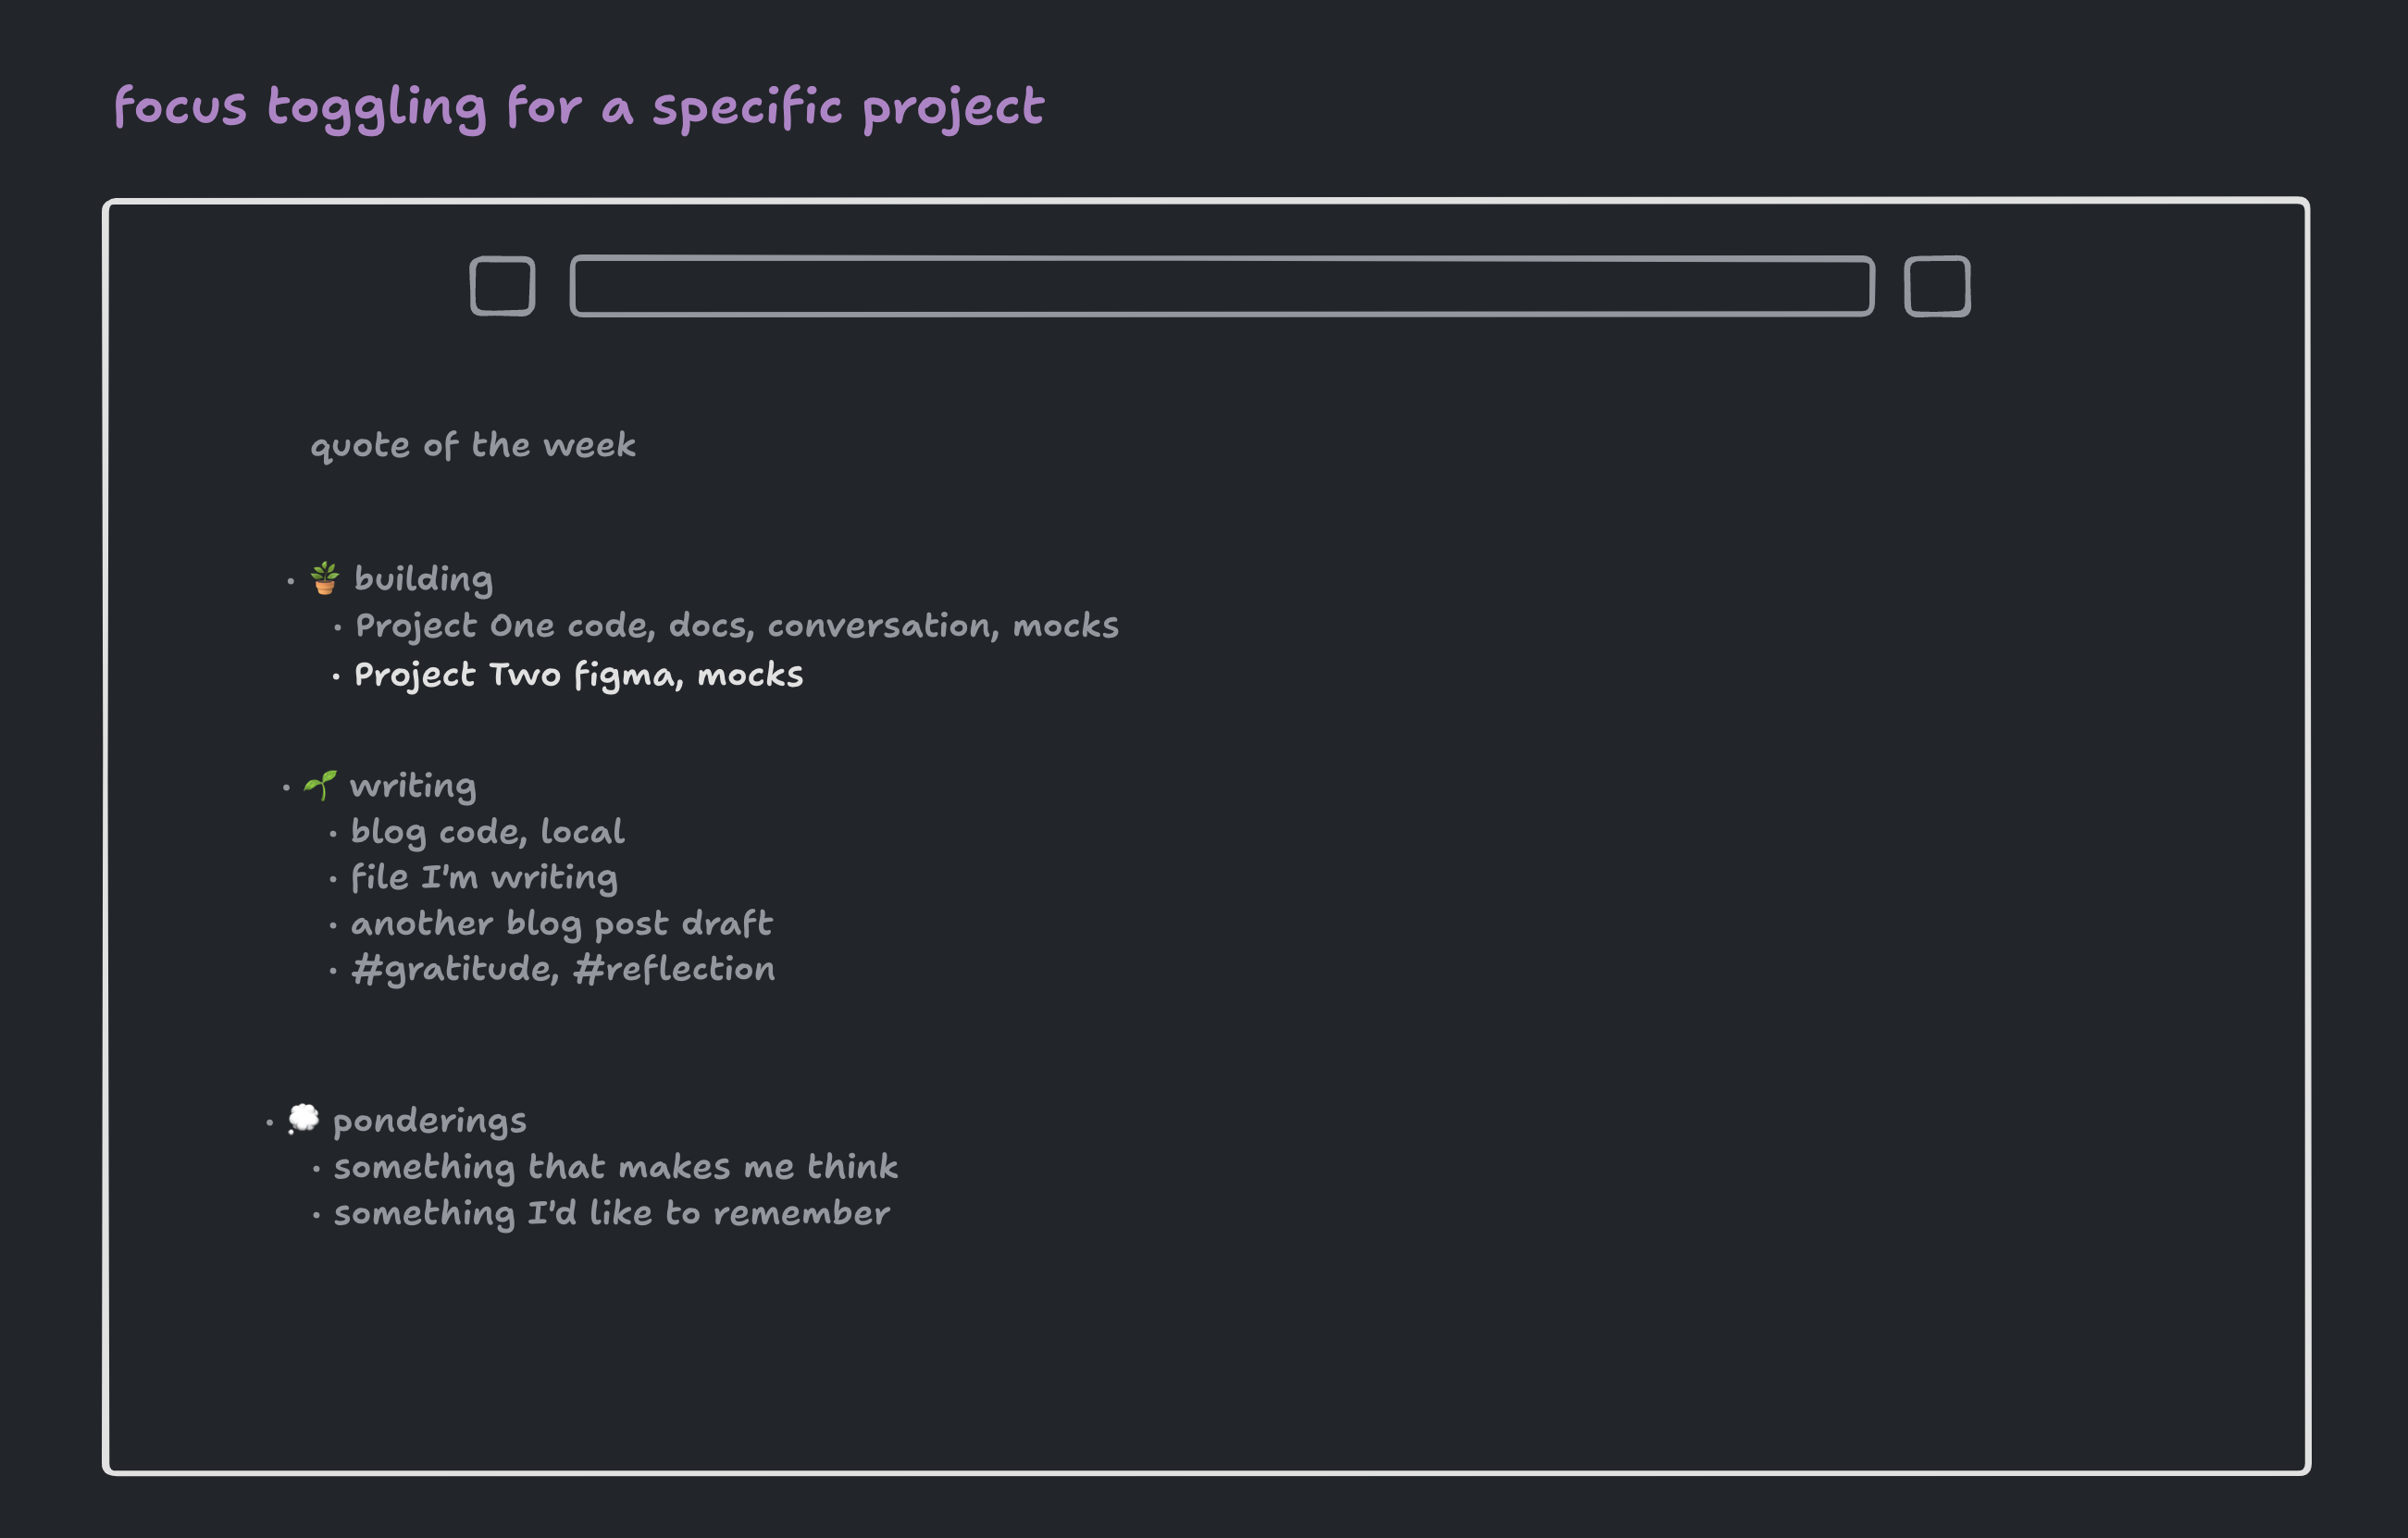 focus toggling for a specific project
quote of the week
• 🪴 building
• Project One code, docs, conversation, mocks
• Project Two figma, mocks
• 🌱 writing
• blog code, local
• file I'm writing
• another blog post draft
• #gratitude, #reflection
• 💭 ponderings
• something that makes me think
• something I'd like to remember